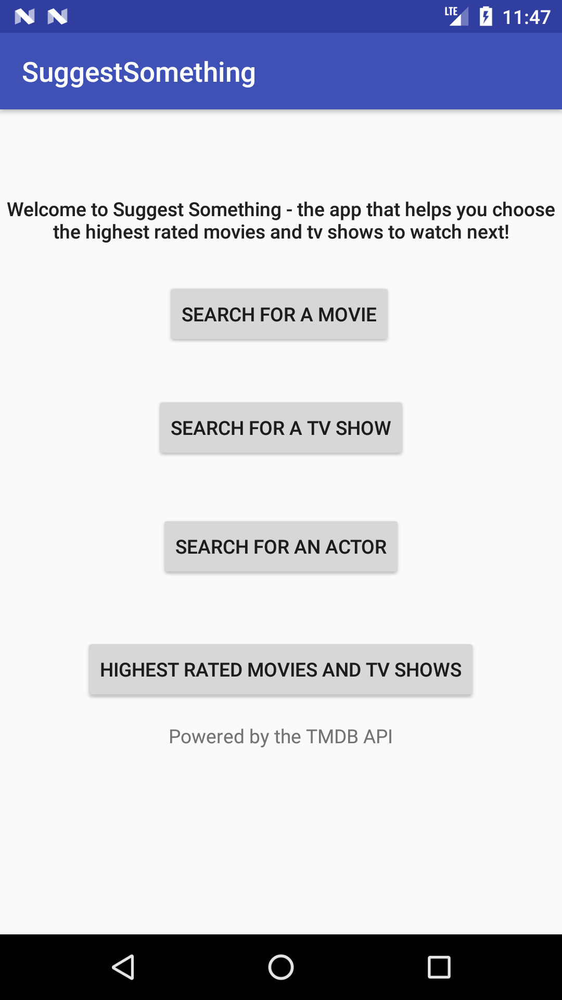 LTE 11:47
SuggestSomething
Welcome to Suggest Something - the app that helps you choose
the highest rated movies and tv shows to watch next!
SEARCH FOR A MOVIE
SEARCH FOR A TV SHOW
SEARCH FOR AN ACTOR
HIGHEST RATED MOVIES AND TV SHOWS
Powered by the TMDB API